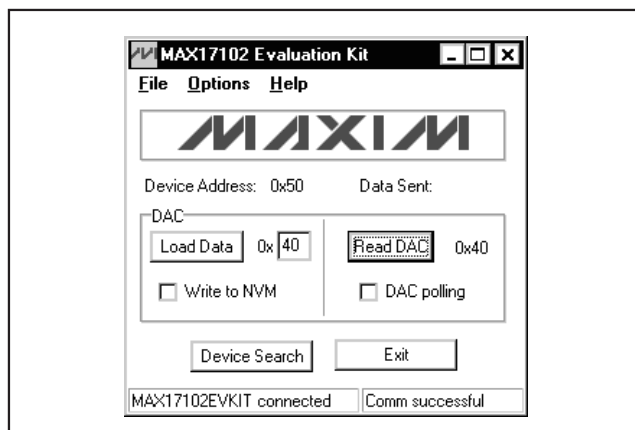 MAX17102 Evaluation Kit
File Options Help
MAXIM
Device Address: 0x50 Data Sent:
DAC
Load Data 0x 40 Read DAC 0x40
Write to NVM DAC polling
Device Search Exit
MAX17102EVKIT connected Comm successful